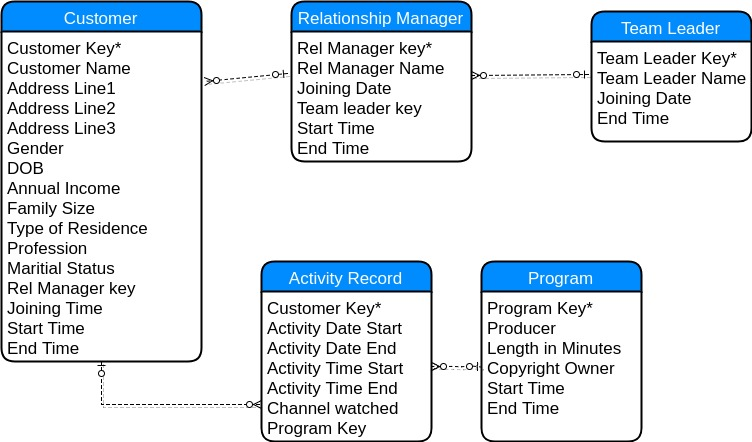 Customer
Customer Key*
Customer Name
Address Line1
Address Line2
Address Line3
Gender
DOB
Annual Income
Family Size
Type of Residence
Profession
Maritial Status
Rel Manager key
Joining Time
Start Time
End Time
Relationship Manager
Rel Manager key*
Rel Manager Name
Joining Date
Team leader key
Start Time
End Time
Team Leader
Team Leader Key*
Team Leader Name
Joining Date
End Time
Activity Record
Customer Key*
Activity Date Start
Activity Date End
Activity Time Start
Activity Time End
Channel watched
Program Key
Program
Program Key*
Producer
Length in Minutes
Copyright Owner
Start Time
End Time